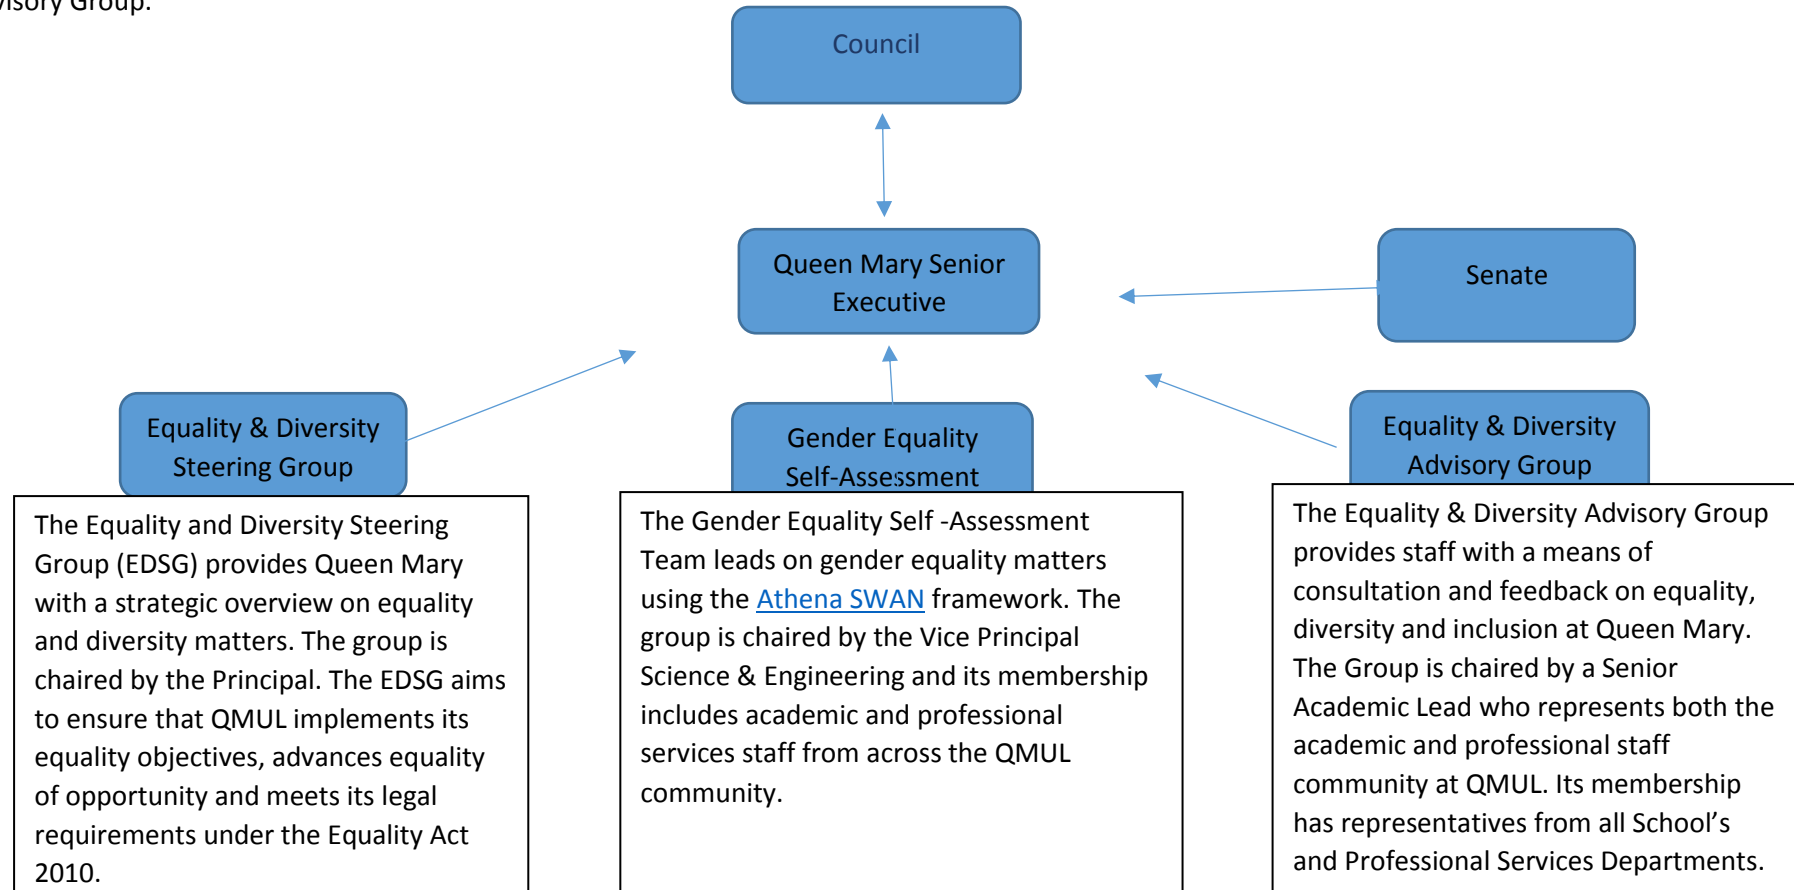 Advisory Group.
Council
Queen Mary Senior
Executive
Senate
Equality & Diversity
Steering Group
Gender Equality
Self-Assessment
Equality & Diversity
Advisory Group
The Equality and Diversity Steering
Group (EDSG) provides Queen Mary
with a strategic overview on equality
and diversity matters. The group is
chaired by the Principal. The EDSG aims
to ensure that QMUL implements its
equality objectives, advances equality
of opportunity and meets its legal
requirements under the Equality Act
2010.
The Gender Equality Self -Assessment
Team leads on gender equality matters
using the Athena SWAN framework. The
group is chaired by the Vice Principal
Science & Engineering and its membership
includes academic and professional
services staff from across the QMUL
community.
The Equality & Diversity Advisory Group
provides staff with a means of
consultation and feedback on equality,
diversity and inclusion at Queen Mary.
The Group is chaired by a Senior
Academic Lead who represents both the
academic and professional staff
community at QMUL. Its membership
has representatives from all School’s
and Professional Services Departments.